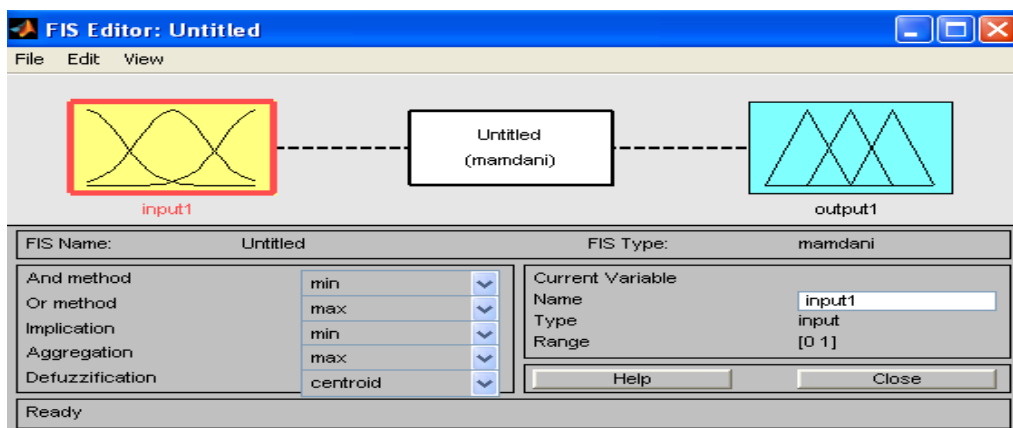 FIS Editor: Untitled
File Edit View
Untitled
(mamdani)
input1
output1
FIS Name: Untitled FIS Type: mamdani
And method min
Or method max
Implication min
Aggregation max
Defuzzification centroid
Current Variable
Name input1
Type input
Range [0 1]
Help Close
Ready